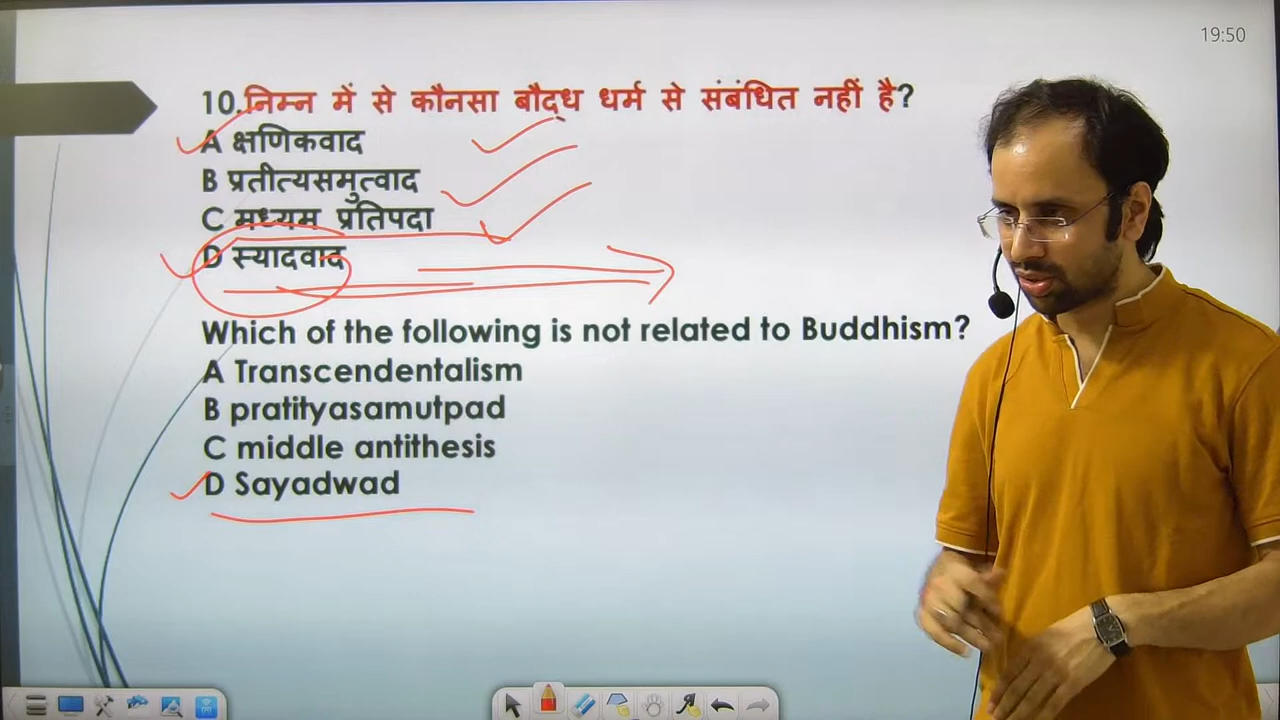 19:50
10.निम्न में से कौनसा बौद्ध धर्म से संबंधित नहीं है?
A क्षणिकवाद
B प्रतीत्यसमुत्वाद
C मध्यम प्रतिपदा
D स्यादवाद
Which of the following is not related to Buddhism?
A Transcendentalism
B pratityasamutpad
C middle antithesis
D Sayadwad